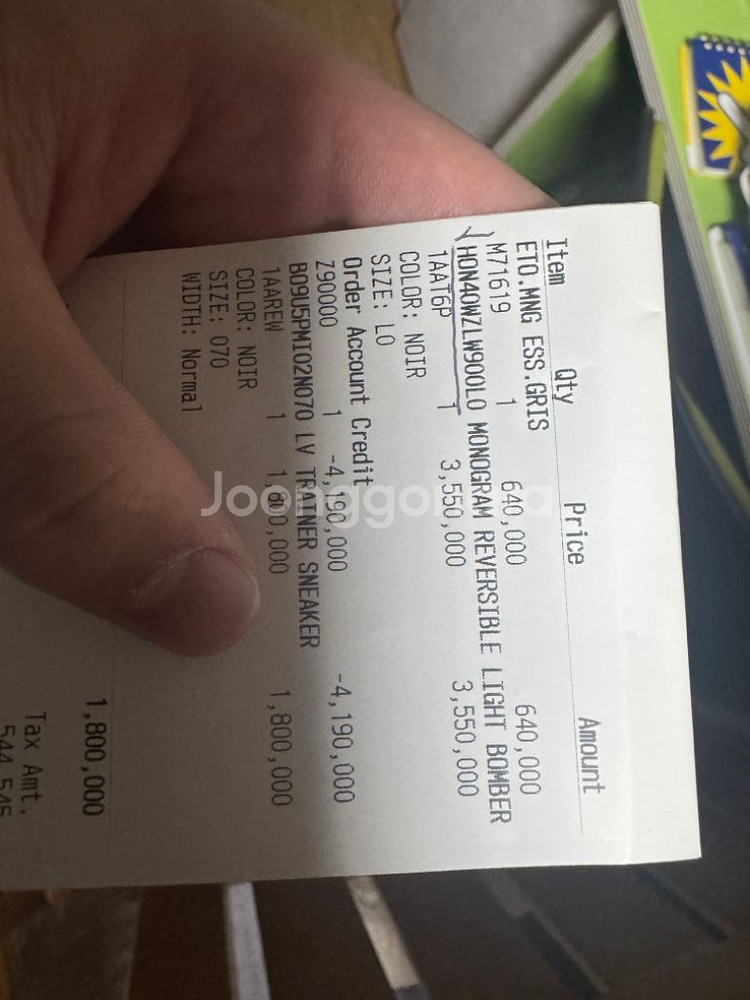 Item Qty Price Amount
ETO.MNG ESS.GRIS
M71619 1 640,000 640,000
HON40WZLW900LO MONOGRAM REVERSIBLE LIGHT BOMBER
1AAT6P 1 3,550,000 3,550,000
COLOR: NOIR
SIZE: LO
Order Account Credit
Z90000 1 -4,190,000 -4,190,000
BO9U5PMI02NO70 LV TRAINER SNEAKER
1AAREW 1 1,800,000 1,800,000
COLOR: NOIR
SIZE: 070
WIDTH: Normal
1,800,000
Tax Amt.
544,545